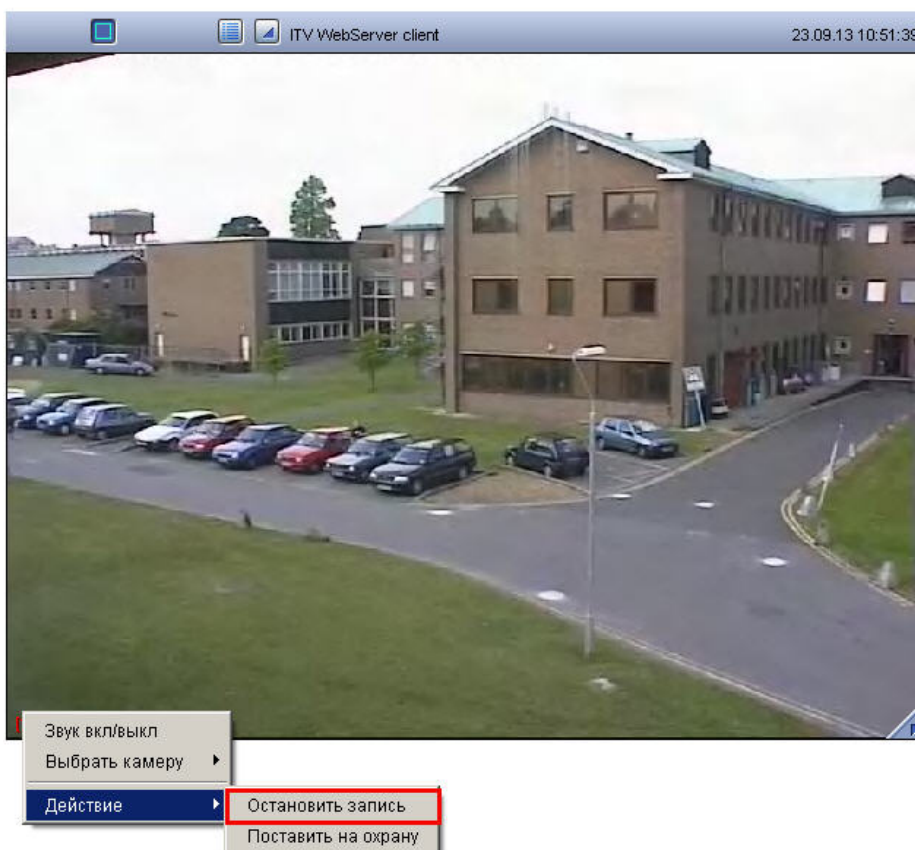 ITV WebServer client
23.09.13 10:51:39
Звук вкл/выкл
Выбрать камеру
Действие
Остановить запись
Поставить на охрану